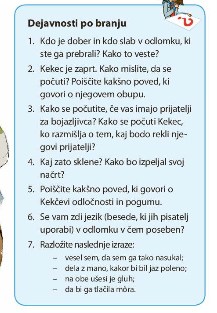 Dejavnosti po branju
1. Kdo je dober in kdo slab v odlomku, ki
ste ga prebrali? Kako to veste?
2. Kekec je zaprt. Kako mislite, da se
počuti? Poiščite kakšno poved, ki
govori o njegovem obupu.
3. Kako se počutite, če vas imajo prijatelji
za bojazljivca? Kako se počuti Kekec,
ko razmišlja o tem, kaj bodo rekli nje-
govi prijatelji?
4. Kaj zato sklene? Kako bo izpeljal svoj
načrt?
5. Poiščite kakšno poved, ki govori o
Kekčevi odločnosti in pogumu.
6. Se vam zdi jezik (besede, ki jih pisatelj
uporabi) v odlomku v čem poseben?
7. Razložite naslednje izraze:
– vesel sem, da sem ga tako nasukal;
– dela z mano, kakor bi bil jaz poleno;
– na obe ušesi je gluh;
– da bi ga tlačila mòra.